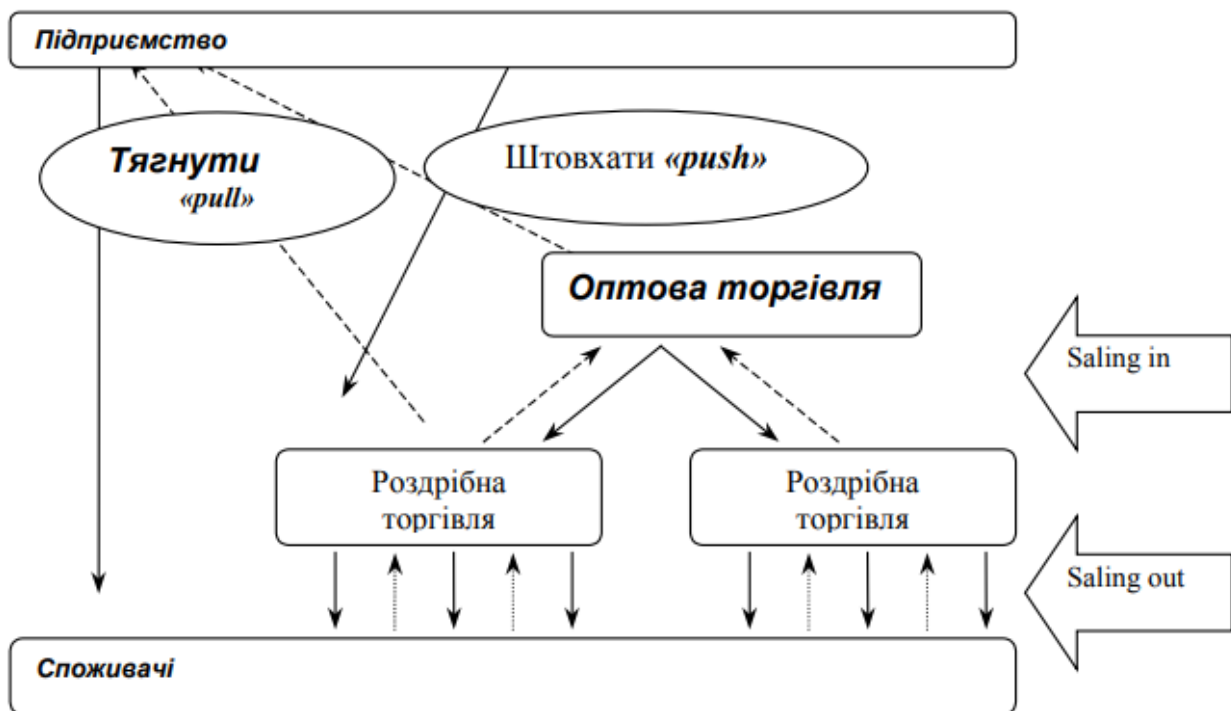 Підприємство
Тягнути
«pull»
Штовхати «push»
Оптова торгівля
Saling in
Роздрібна
торгівля
Роздрібна
торгівля
Saling out
Споживачі